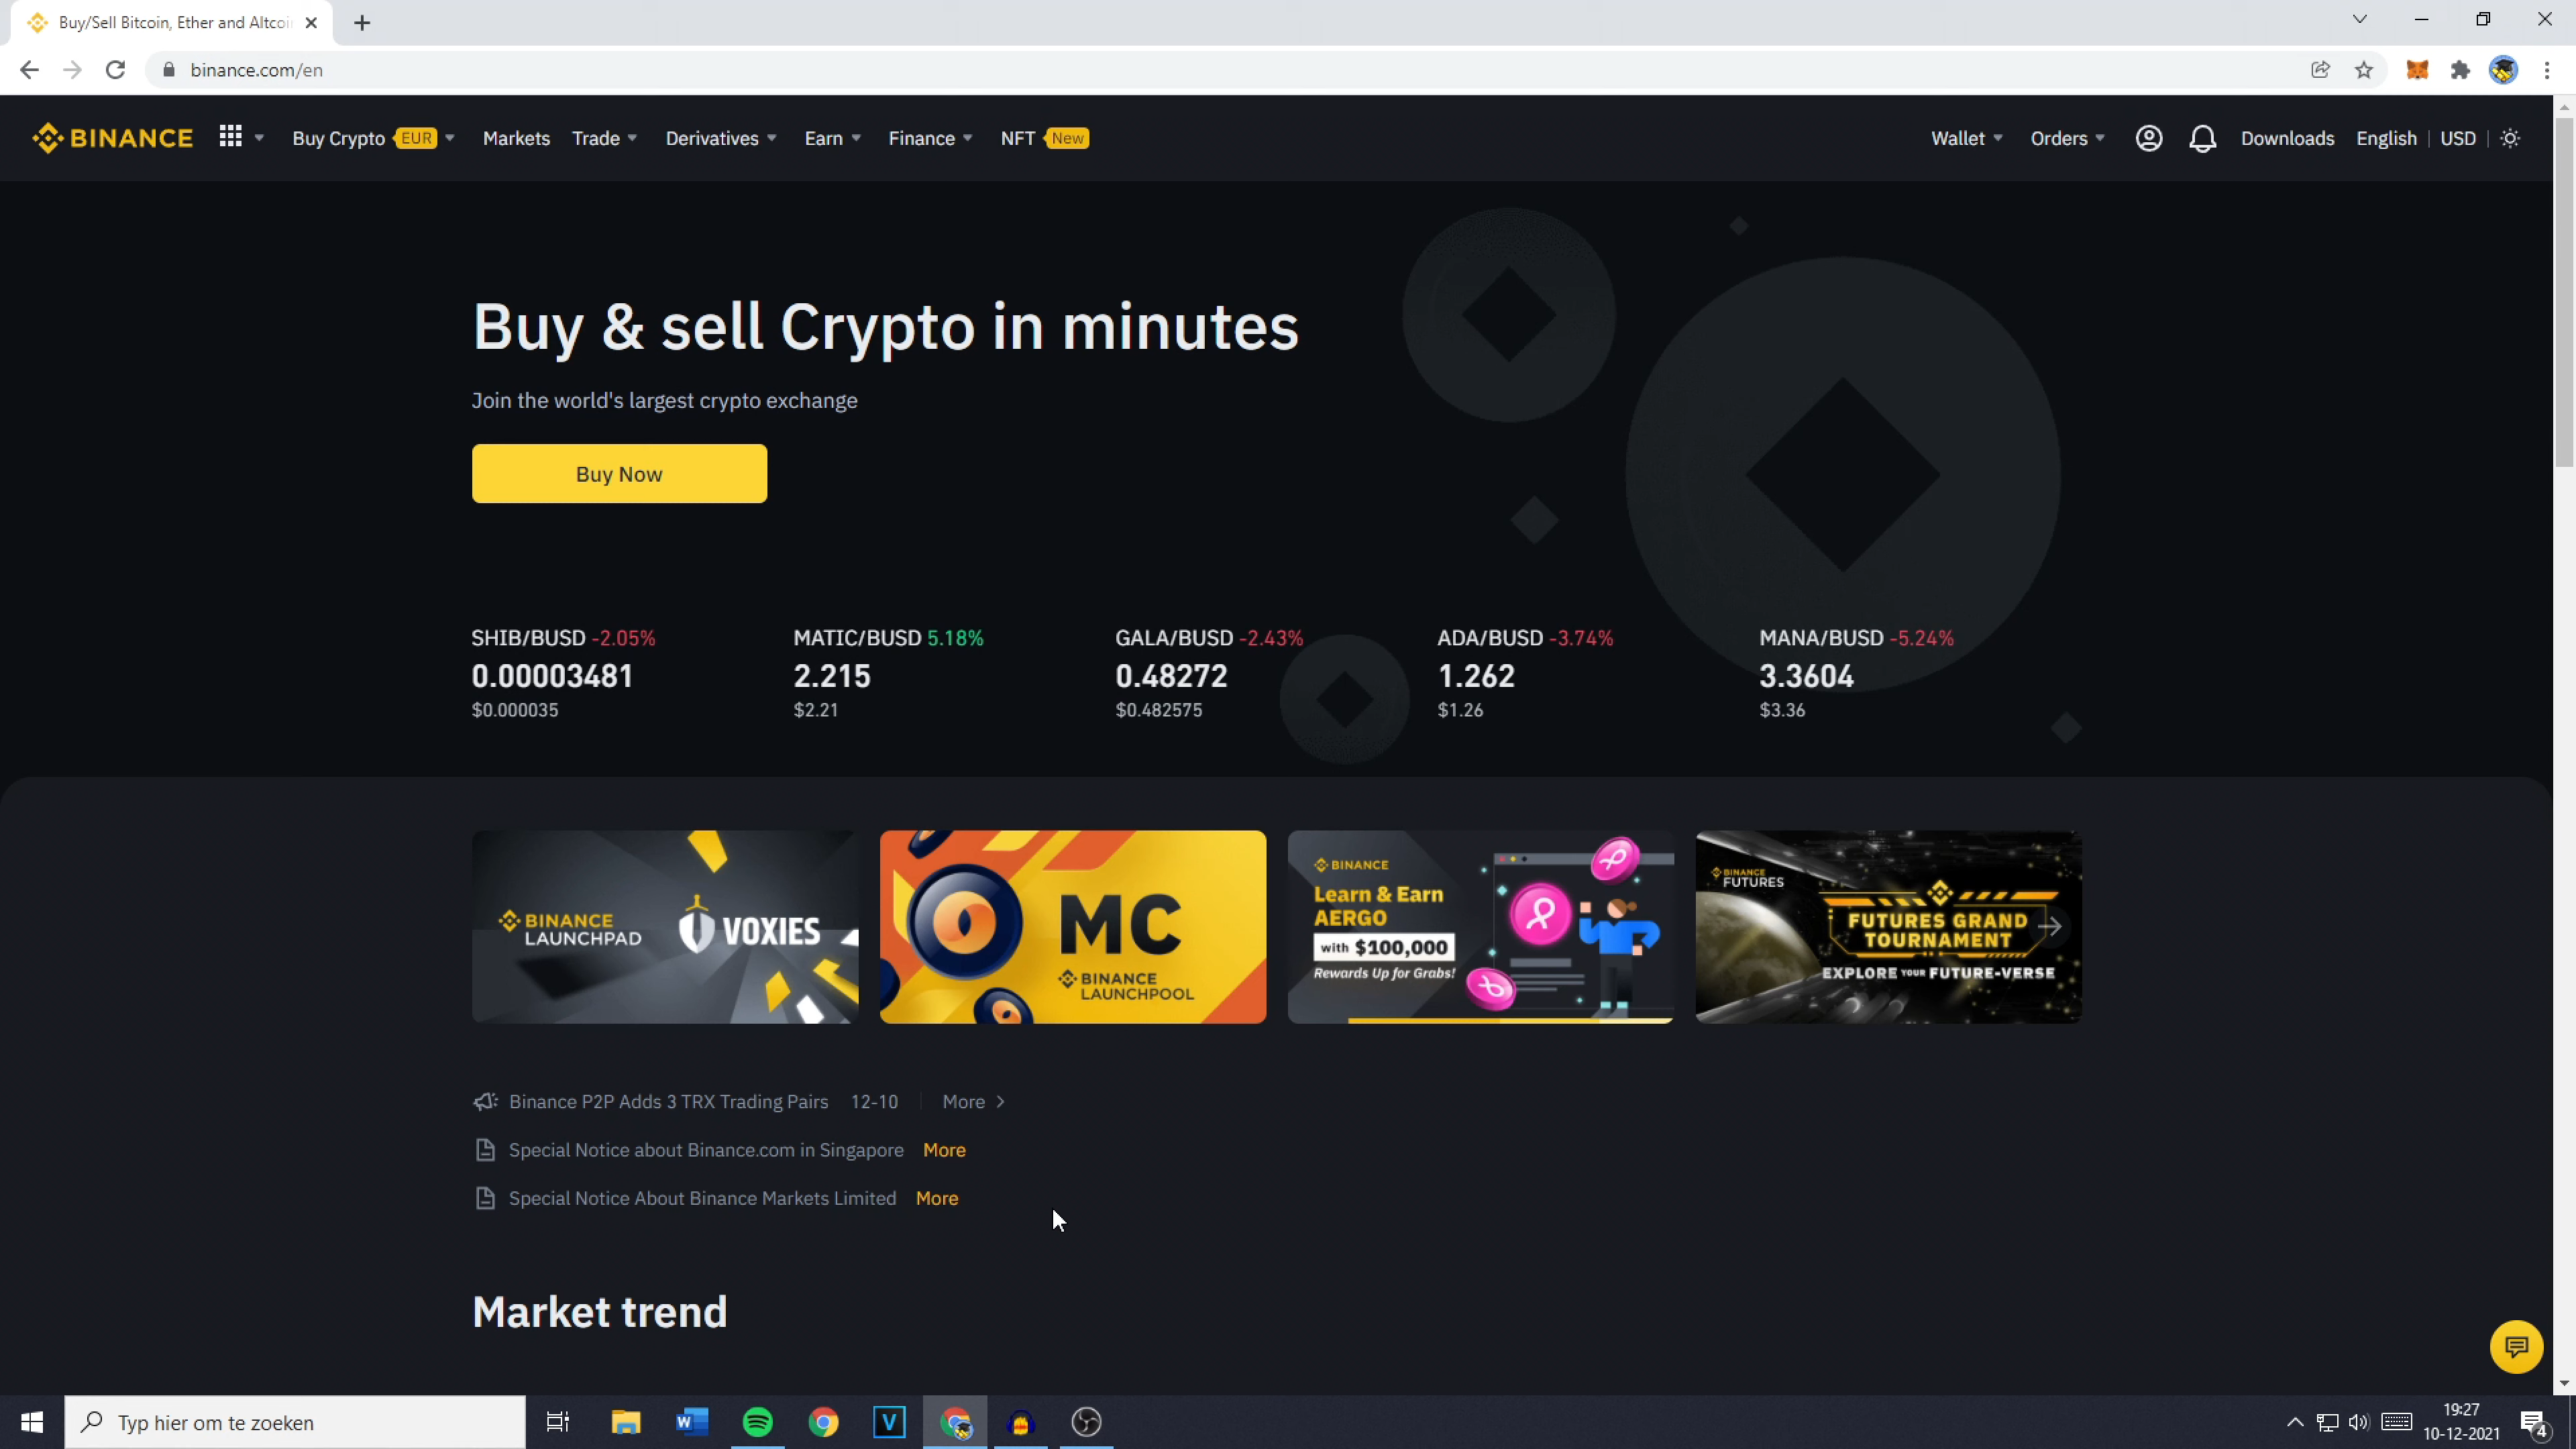 Buy/Sell Bitcoin, Ether and Altcoi
binance.com/en
BINANCE Buy Crypto EUR Markets Trade Derivatives Earn Finance NFT New Wallet Orders Downloads English | USD
Buy & sell Crypto in minutes
Join the world's largest crypto exchange
Buy Now
SHIB/BUSD -2.05% MATIC/BUSD 5.18% GALA/BUSD -2.43% ADA/BUSD -3.74% MANA/BUSD -5.24%
0.00003481 2.215 0.48272 1.262 3.3604
$0.000035 $2.21 $0.482575 $1.26 $3.36
BINANCE
LAUNCHPAD
VOXIES
MC
BINANCE
LAUNCHPOOL
BINANCE
Learn & Earn
AERGO
with $100,000
Rewards Up for Grabs!
BINANCE
FUTURES
FUTURES GRAND
TOURNAMENT
EXPLORE YOUR FUTURE-VERSE
Binance P2P Adds 3 TRX Trading Pairs 12-10 More
Special Notice about Binance.com in Singapore More
Special Notice About Binance Markets Limited More
Market trend
Typ hier om te zoeken
W
V
19:27
10-12-2021
4